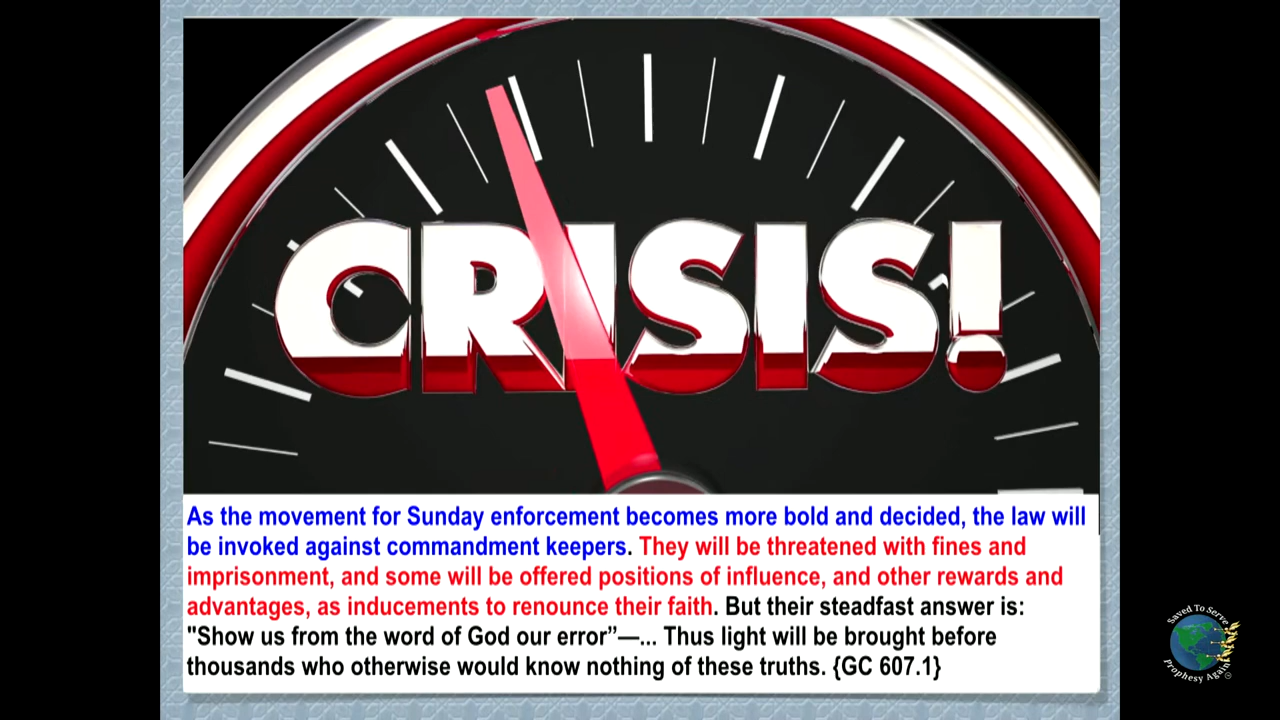 CRISIS!
As the movement for Sunday enforcement becomes more bold and decided, the law will
be invoked against commandment keepers. They will be threatened with fines and
imprisonment, and some will be offered positions of influence, and other rewards and
advantages, as inducements to renounce their faith. But their steadfast answer is:
"Show us from the word of God our error”—... Thus light will be brought before
thousands who otherwise would know nothing of these truths. {GC 607.1}
Saved To Serve
Prophesy Again